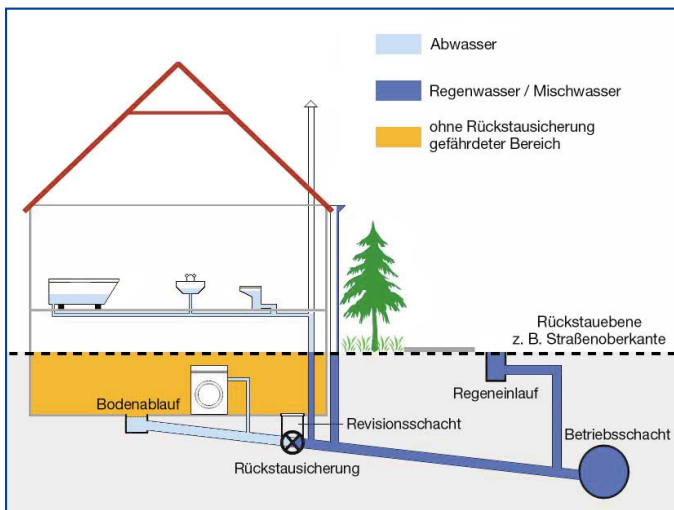 Abwasser
Regenwasser / Mischwasser
ohne Rückstausicherung
gefährdeter Bereich
Rückstauebene
z. B. Straßenoberkante
Regeneinlauf
Bodenablauf
Revisionsschacht
Betriebsschacht
Rückstausicherung